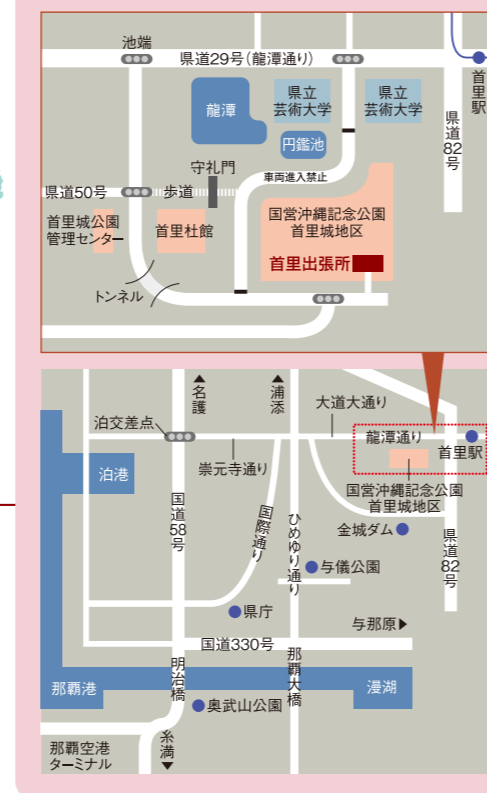 池端
県道29号(龍潭通り)
首里駅
県立
芸術大学
県立
芸術大学
龍潭
円鑑池
県道82号
守礼門
車両進入禁止
県道50号
歩道
首里城公園
管理センター
首里杜館
国営沖縄記念公園
首里城地区
首里出張所
トンネル
▲名護
▲浦添
大道大通り
泊交差点
龍潭通り
首里駅
崇元寺通り
泊港
国営沖縄記念公園
首里城地区
国道58号
国際通り
ひめゆり通り
金城ダム
県道82号
与儀公園
県庁
与那原▶
国道330号
那覇港
明治橋
那覇大橋
漫湖
奥武山公園
糸満▼
那覇空港
ターミナル